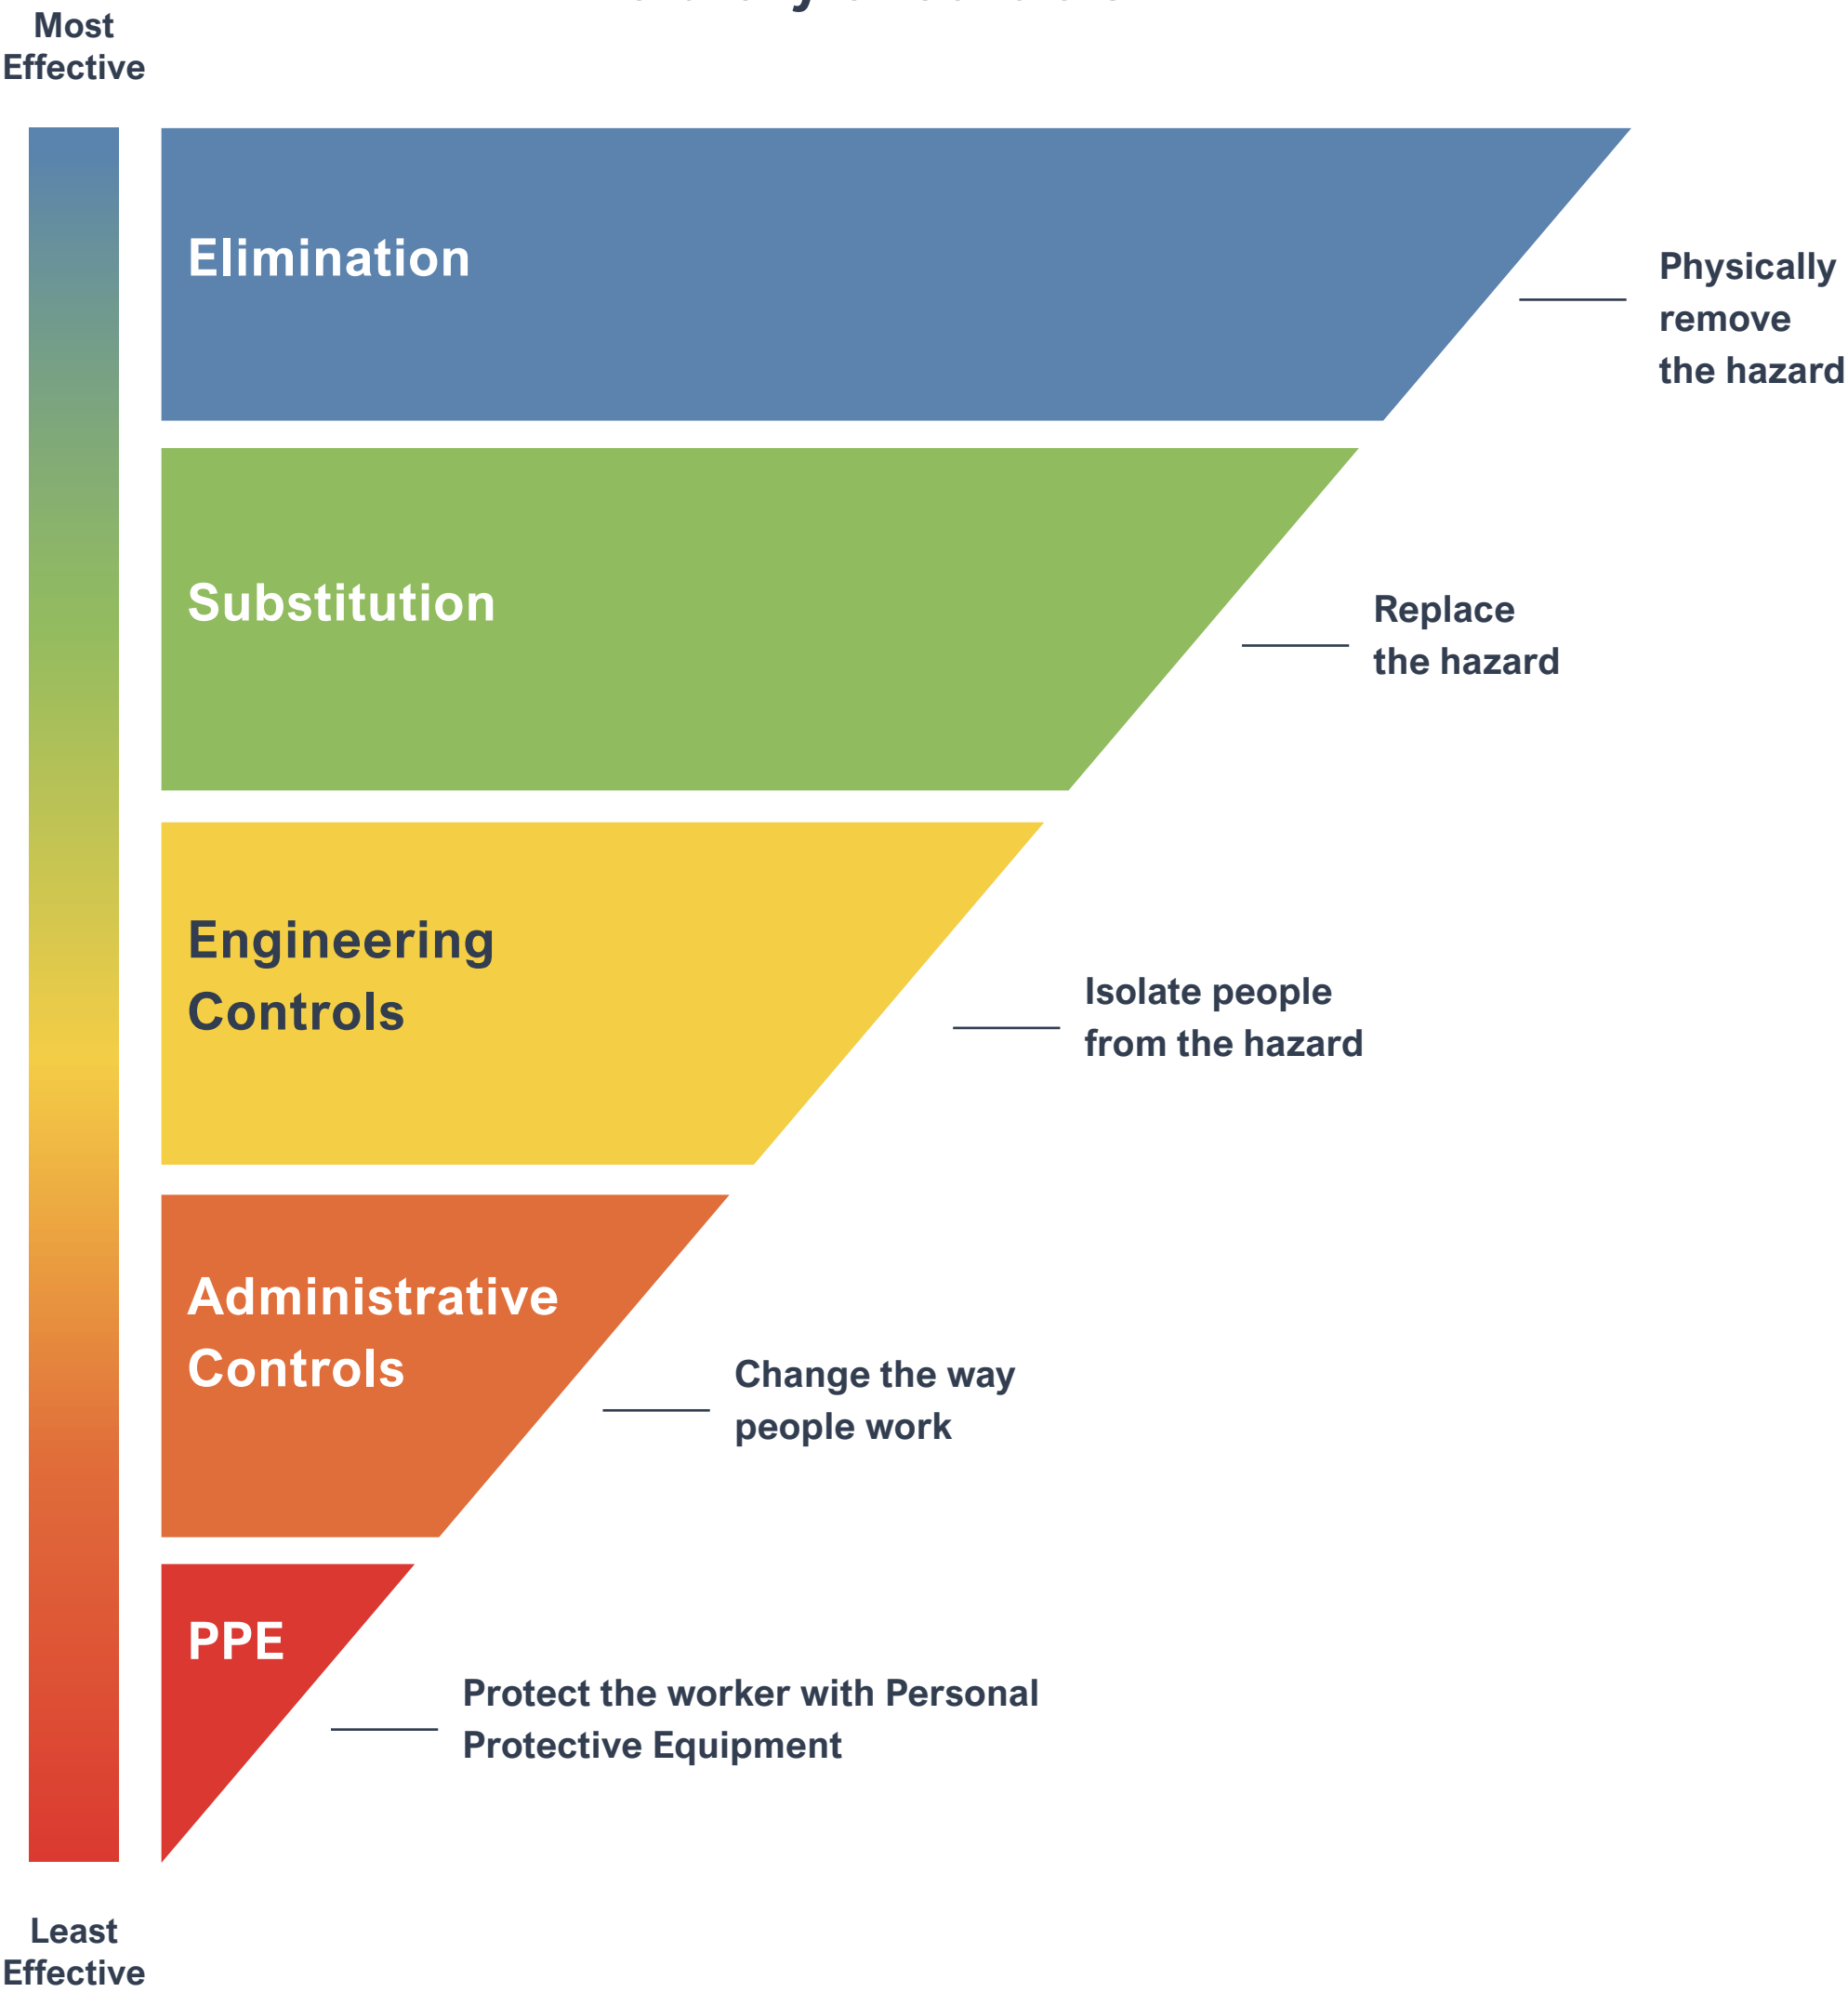 Most
Effective
Elimination
Physically
remove
the hazard
Substitution
Replace
the hazard
Engineering
Controls
Isolate people
from the hazard
Administrative
Controls
Change the way
people work
PPE
Protect the worker with Personal
Protective Equipment
Least
Effective